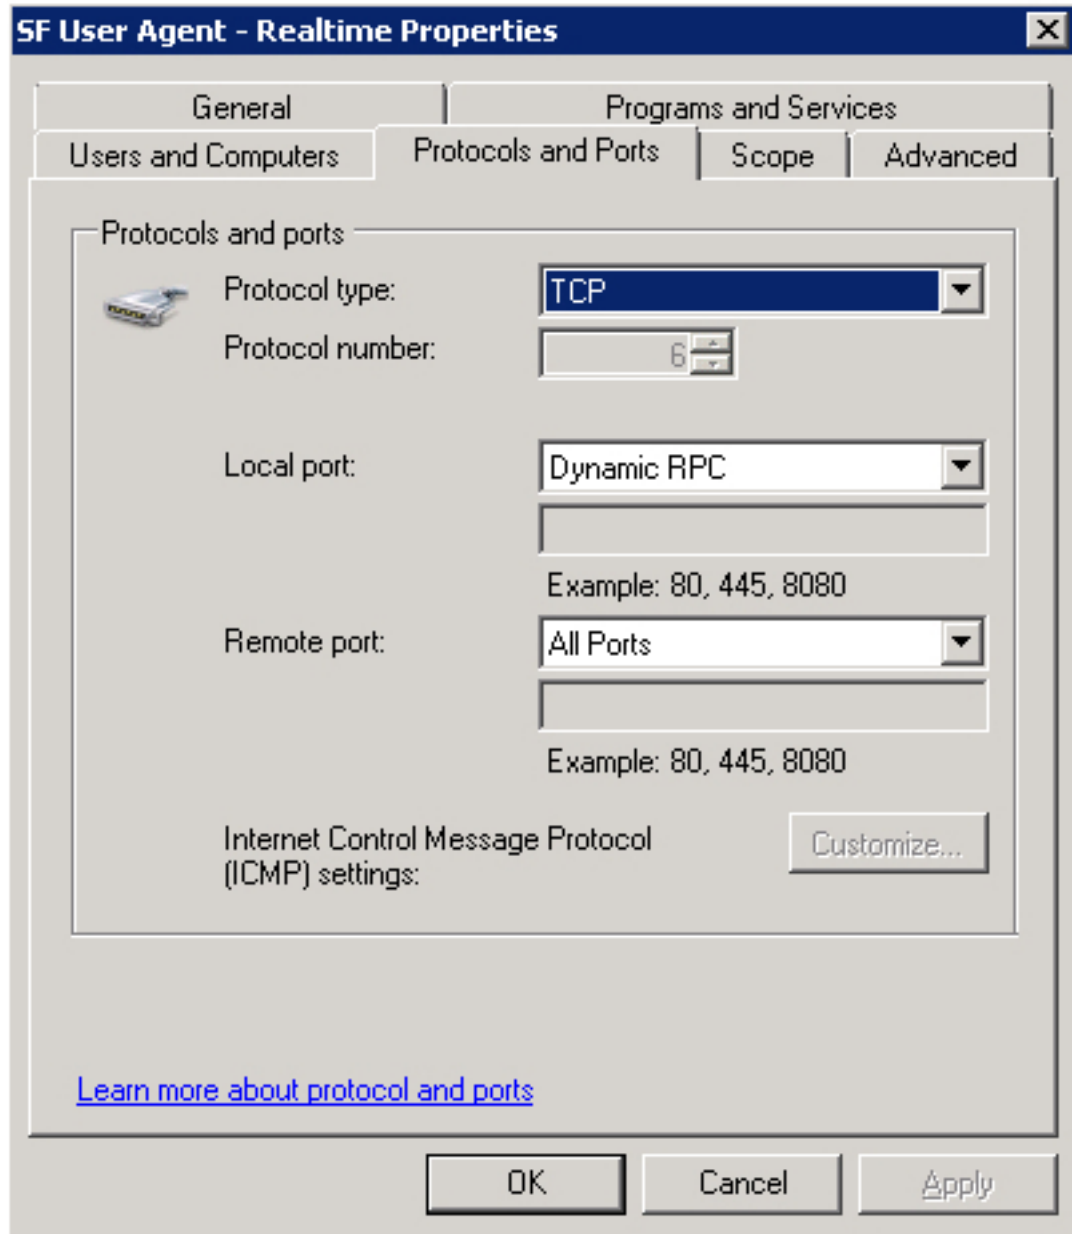 SF User Agent - Realtime Properties
General
Programs and Services
Users and Computers
Protocols and Ports
Scope
Advanced
Protocols and ports
Protocol type:
TCP
Protocol number:
6
Local port:
Dynamic RPC
Example: 80, 445, 8080
Remote port:
All Ports
Example: 80, 445, 8080
Internet Control Message Protocol
(ICMP) settings:
Customize...
Learn more about protocol and ports
OK
Cancel
Apply